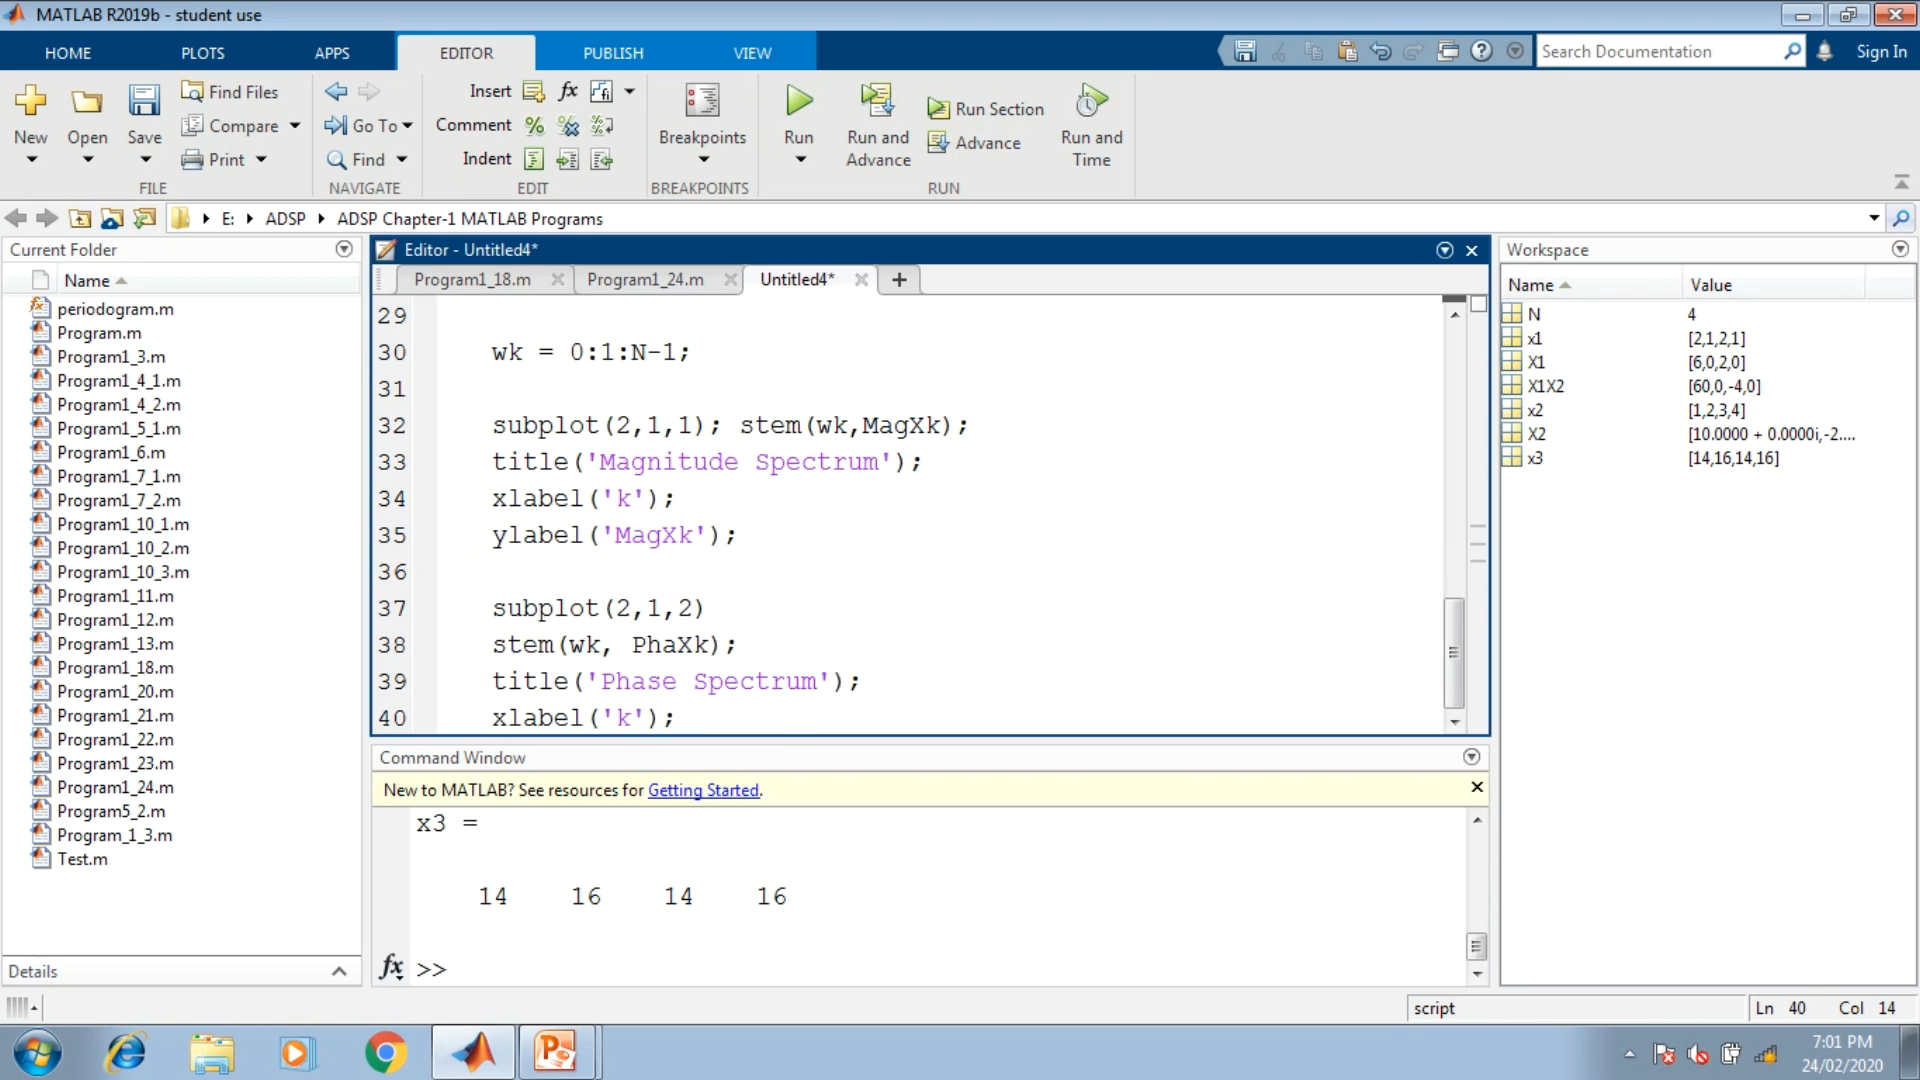 MATLAB R2019b - student use
HOME PLOTS APPS EDITOR PUBLISH VIEW
Search Documentation Sign In
New Open Save
Find Files
Compare
Print
FILE
Go To
Find
NAVIGATE
Insert fx
Comment
Indent
EDIT
Breakpoints
BREAKPOINTS
Run
Run and Advance
Run Section
Advance
Run and Time
RUN
E: ADSP ADSP Chapter-1 MATLAB Programs
Current Folder
Name
periodogram.m
Program.m
Program1_3.m
Program1_4_1.m
Program1_4_2.m
Program1_5_1.m
Program1_6.m
Program1_7_1.m
Program1_7_2.m
Program1_10_1.m
Program1_10_2.m
Program1_10_3.m
Program1_11.m
Program1_12.m
Program1_13.m
Program1_18.m
Program1_20.m
Program1_21.m
Program1_22.m
Program1_23.m
Program1_24.m
Program5_2.m
Program_1_3.m
Test.m
Details
Editor - Untitled4*
Program1_18.m Program1_24.m Untitled4* +
29
30 wk = 0:1:N-1;
31
32 subplot(2,1,1); stem(wk,MagXk);
33 title('Magnitude Spectrum');
34 xlabel('k');
35 ylabel('MagXk');
36
37 subplot(2,1,2)
38 stem(wk, PhaXk);
39 title('Phase Spectrum');
40 xlabel('k');
Command Window
New to MATLAB? See resources for Getting Started.
x3 =
14 16 14 16
fx >>
Workspace
Name Value
N 4
x1 [2,1,2,1]
X1 [6,0,2,0]
X1X2 [60,0,-4,0]
x2 [1,2,3,4]
X2 [10.0000 + 0.0000i,-2....
x3 [14,16,14,16]
script Ln 40 Col 14
7:01 PM
24/02/2020